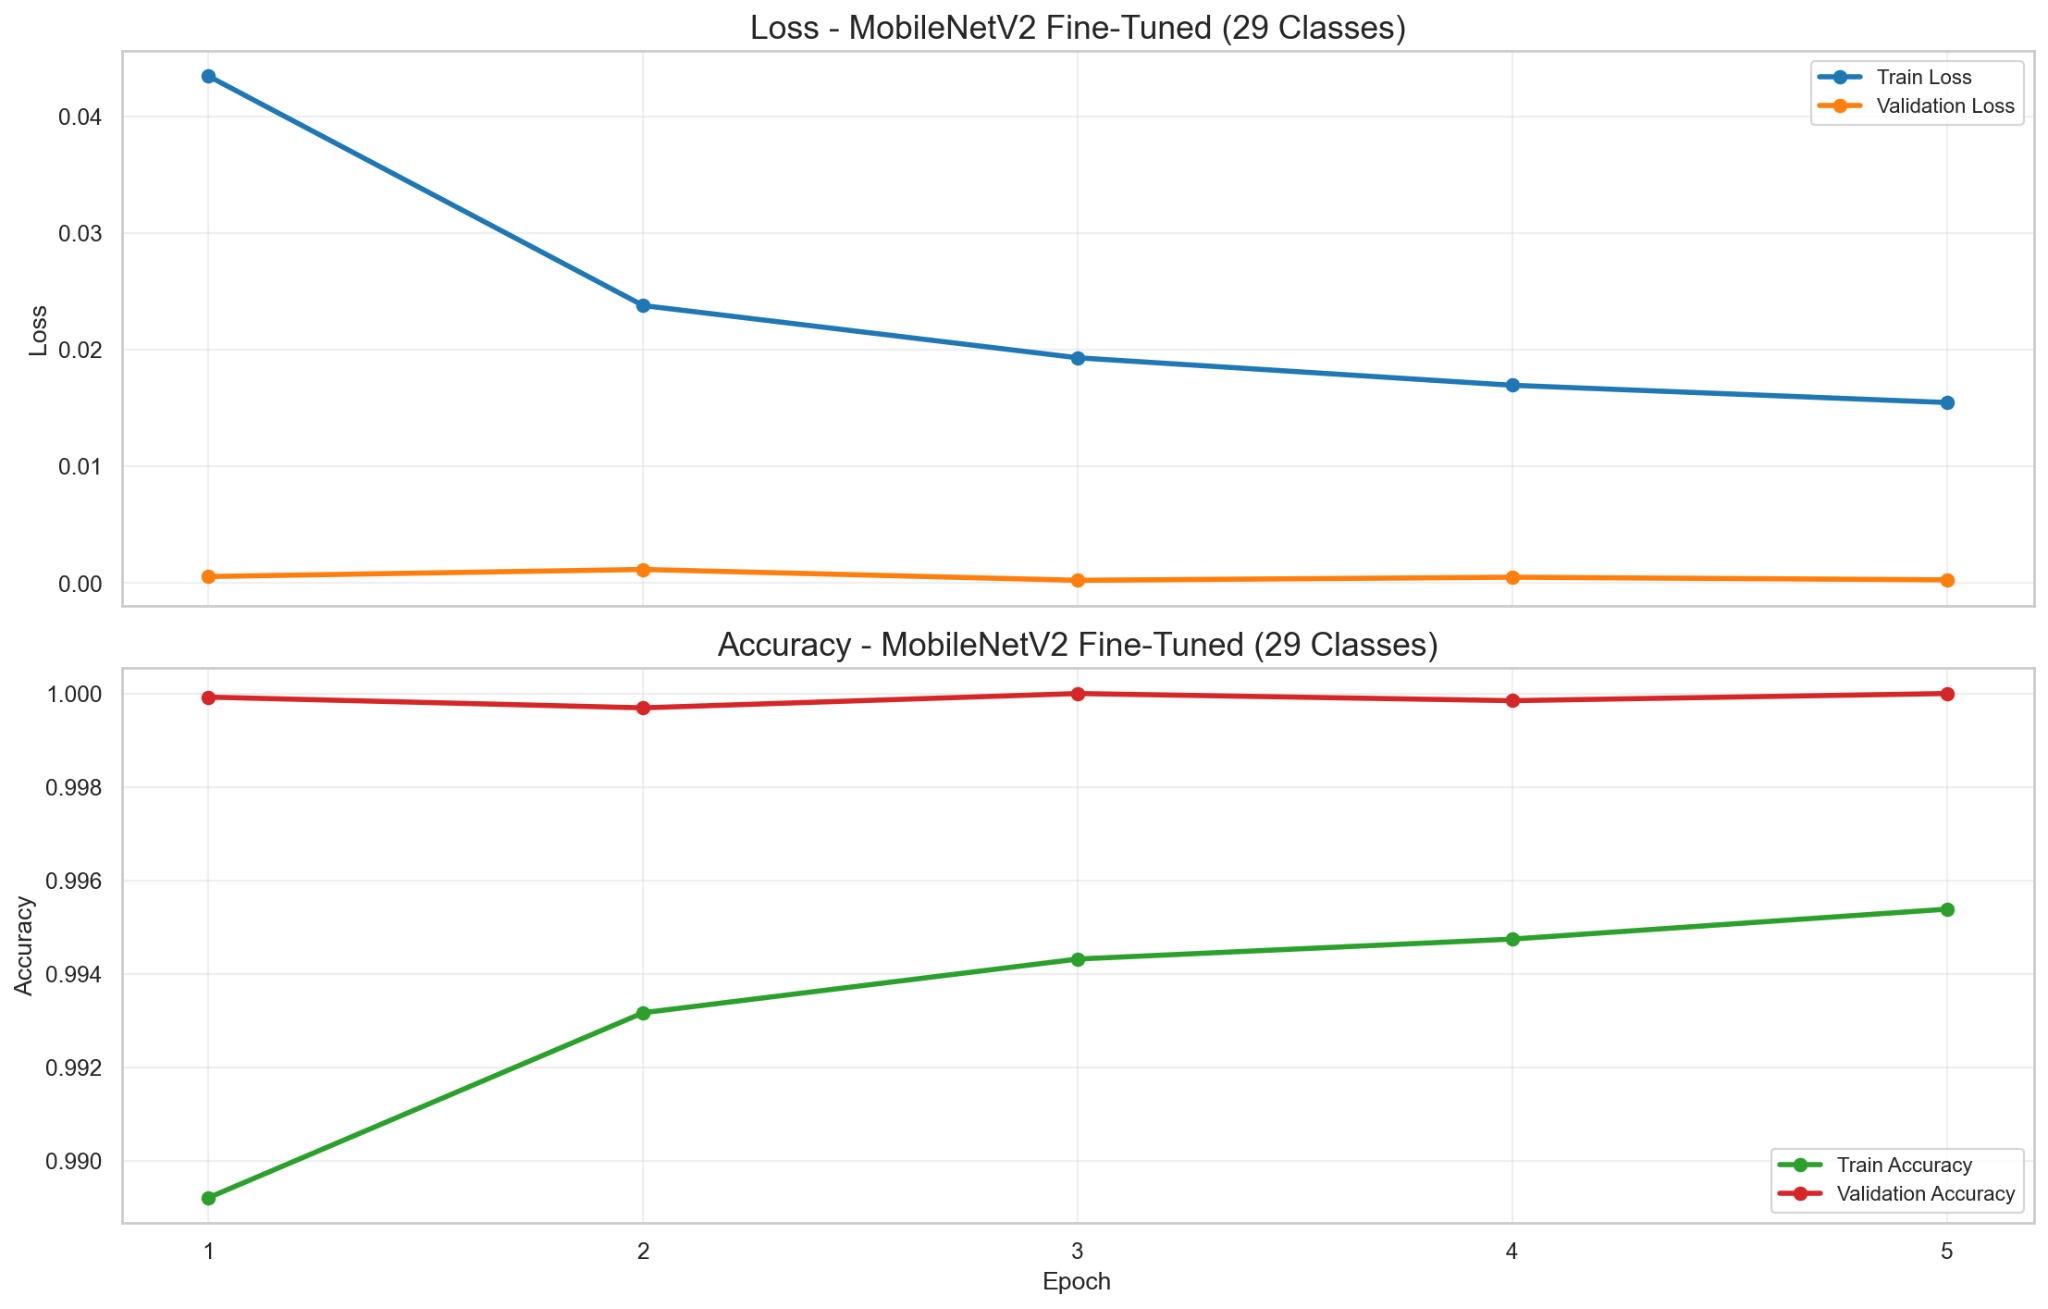 Loss - MobileNetV2 Fine-Tuned (29 Classes)
Train Loss
Validation Loss
0.04
0.03
0.02
0.01
0.00
Loss
Accuracy - MobileNetV2 Fine-Tuned (29 Classes)
1.000
0.998
0.996
0.994
0.992
0.990
Accuracy
Train Accuracy
Validation Accuracy
1 2 3 4 5
Epoch